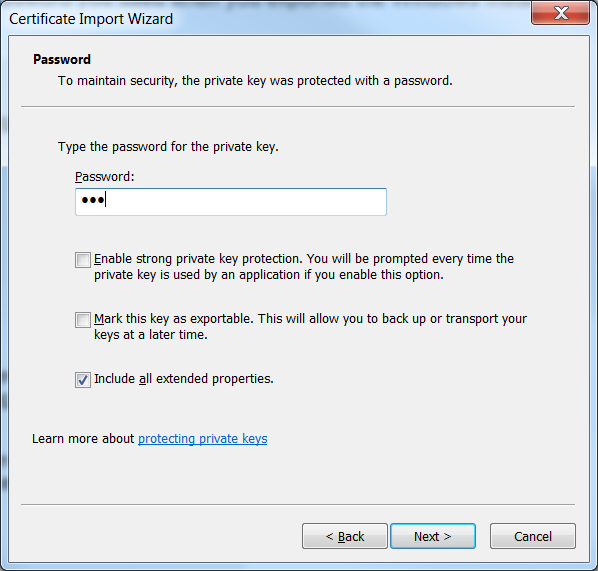 Certificate Import Wizard
Password
To maintain security, the private key was protected with a password.
Type the password for the private key.
Password:
●●●
Enable strong private key protection. You will be prompted every time the
private key is used by an application if you enable this option.
Mark this key as exportable. This will allow you to back up or transport your
keys at a later time.
Include all extended properties.
Learn more about protecting private keys
< Back
Next >
Cancel